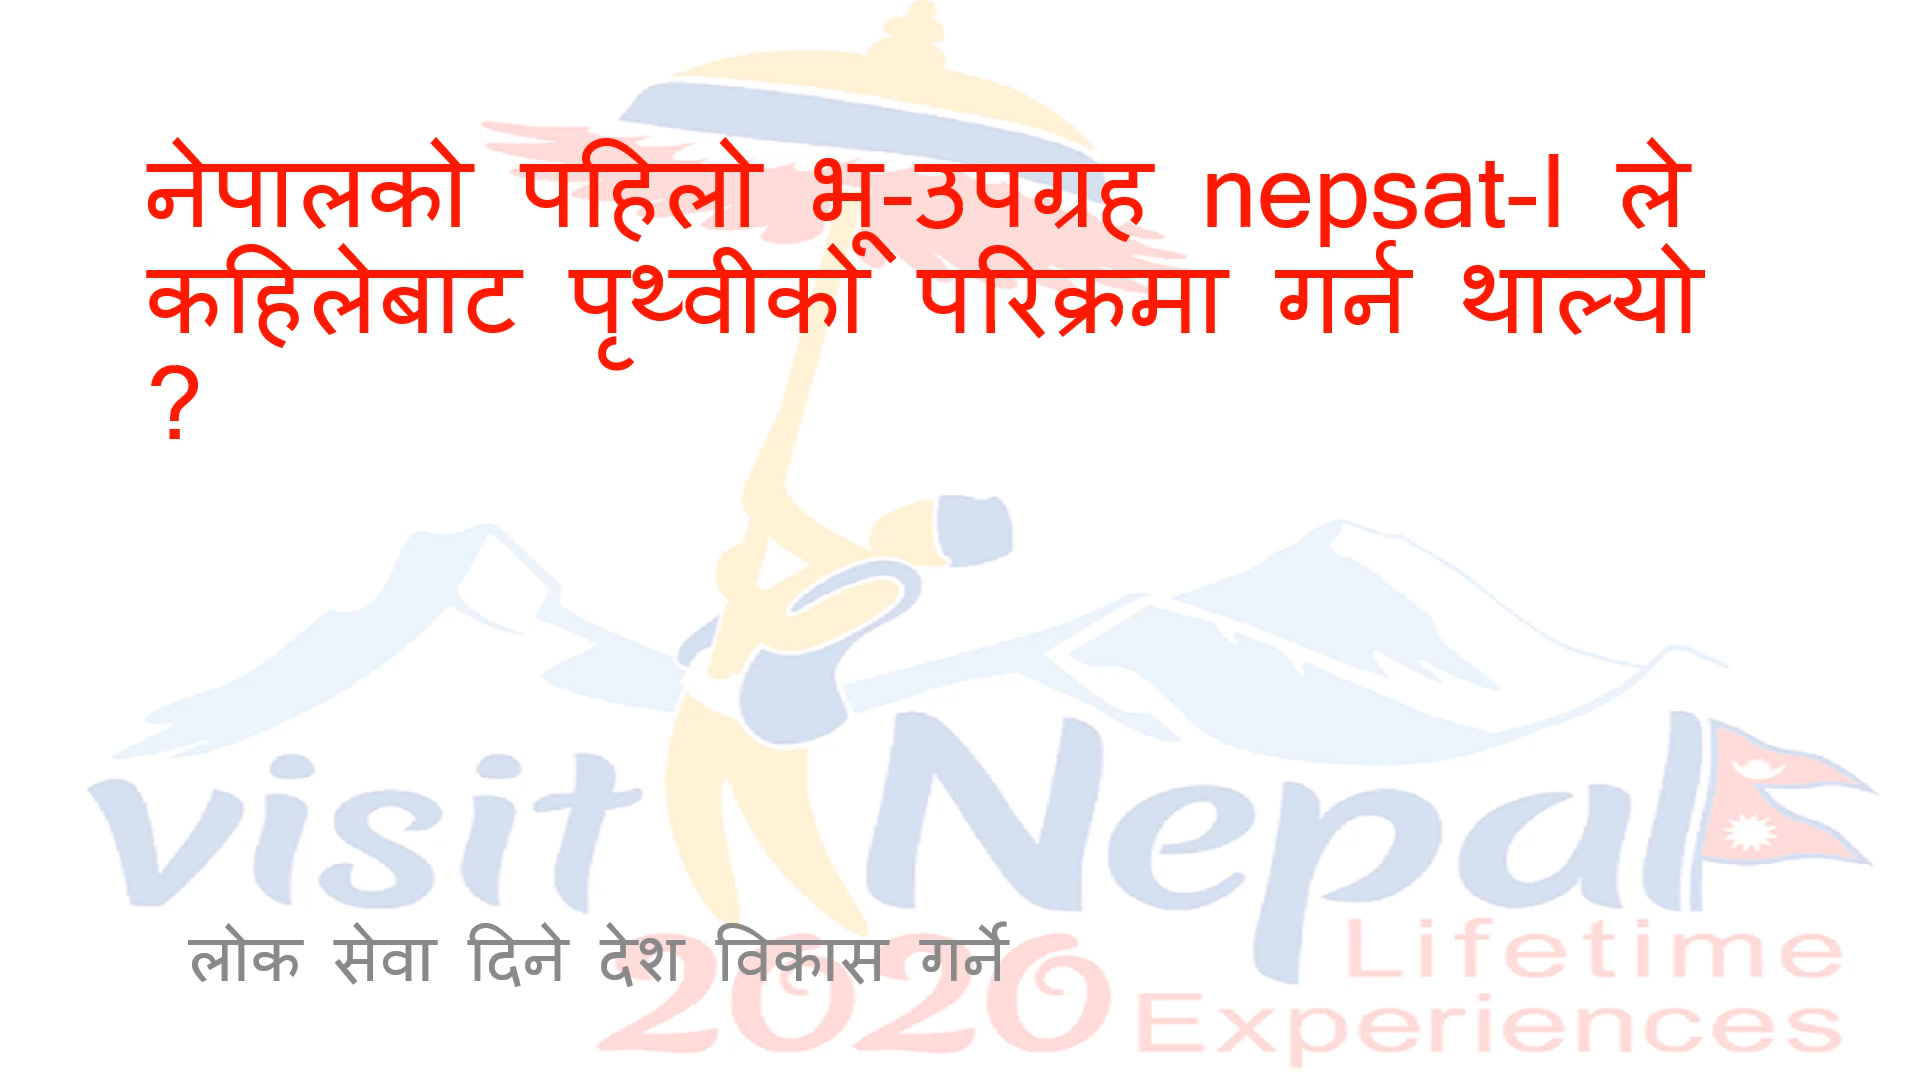 नेपालको पहिलो भू-उपग्रह nepsat-I ले
कहिलेबाट पृथ्वीको परिक्रमा गर्न थाल्यो
?
visit Nepal
लोक सेवा दिने देश विकास गर्ने
2020
Lifetime
Experiences